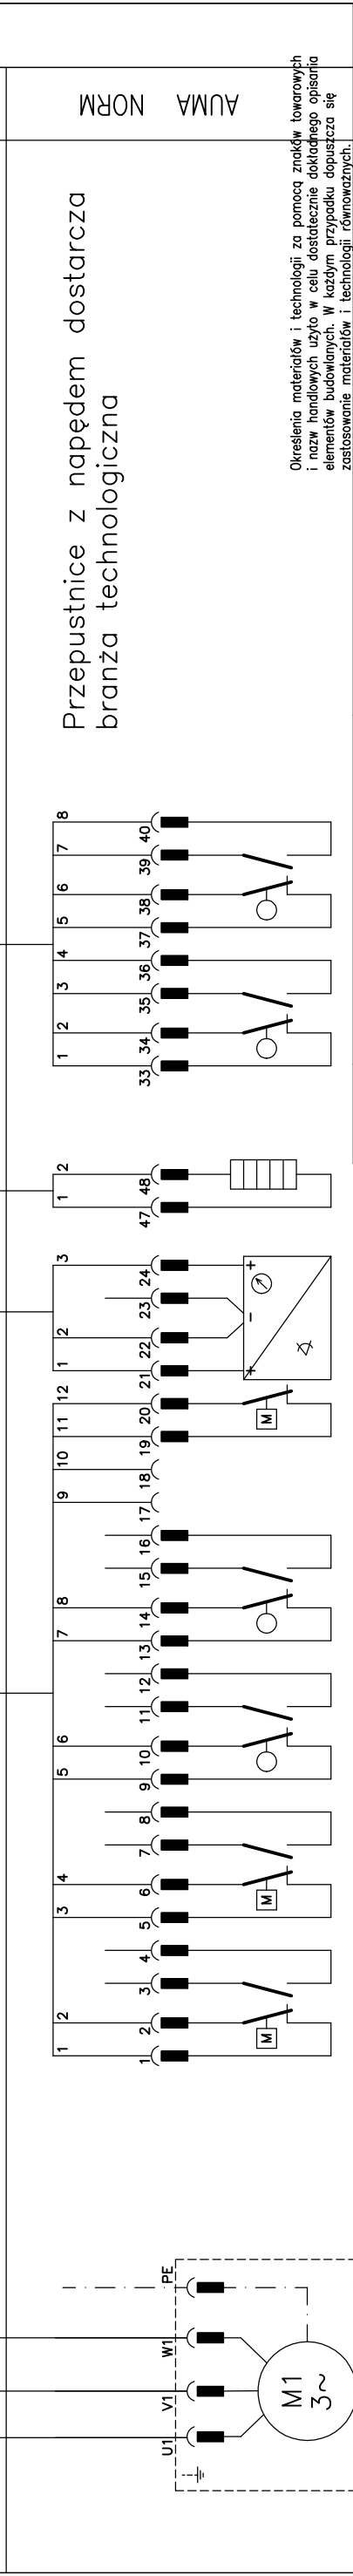 AUMA NORM
Przepustnice z napędem dostarcza
branża technologiczna
Określenia materiałów i technologii za pomocą znaków towarowych
i nazw handlowych użyto w celu dostatecznie dokładnego opisania
elementów budowlanych. W każdym przypadku dopuszcza się
zastosowanie materiałów i technologii równoważnych.
1 2 3 4 5 6 7 8 9 10 11 12 1 2 3 1 2 1 2 3 4 5 6 7 8
U1 V1 W1 PE 1 2 3 4 5 6 7 8 9 10 11 12 13 14 15 16 17 18 19 20 21 22 23 24 47 48 33 34 35 36 37 38 39 40
M M M
+ - +
M1
3~